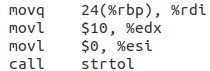 movq 24(%rbp), %rdi
movl $10, %edx
movl $0, %esi
call strtol